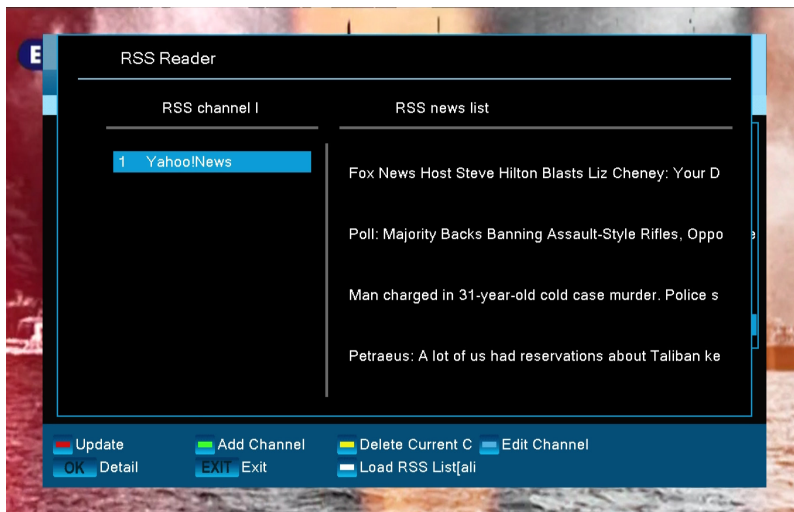 E
RSS Reader
RSS channel l
RSS news list
1 Yahoo!News
Fox News Host Steve Hilton Blasts Liz Cheney: Your D
Poll: Majority Backs Banning Assault-Style Rifles, Oppo
e
Man charged in 31-year-old cold case murder. Police s
Petraeus: A lot of us had reservations about Taliban ke
Update Add Channel Delete Current C Edit Channel
OK Detail EXIT Exit Load RSS List[ali